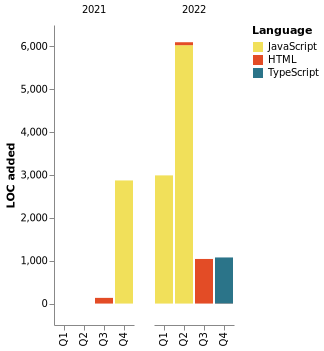 2021
2022
Language
JavaScript
HTML
TypeScript
LOC added
6,000
5,000
4,000
3,000
2,000
1,000
0
Q1
Q2
Q3
Q4
Q1
Q2
Q3
Q4